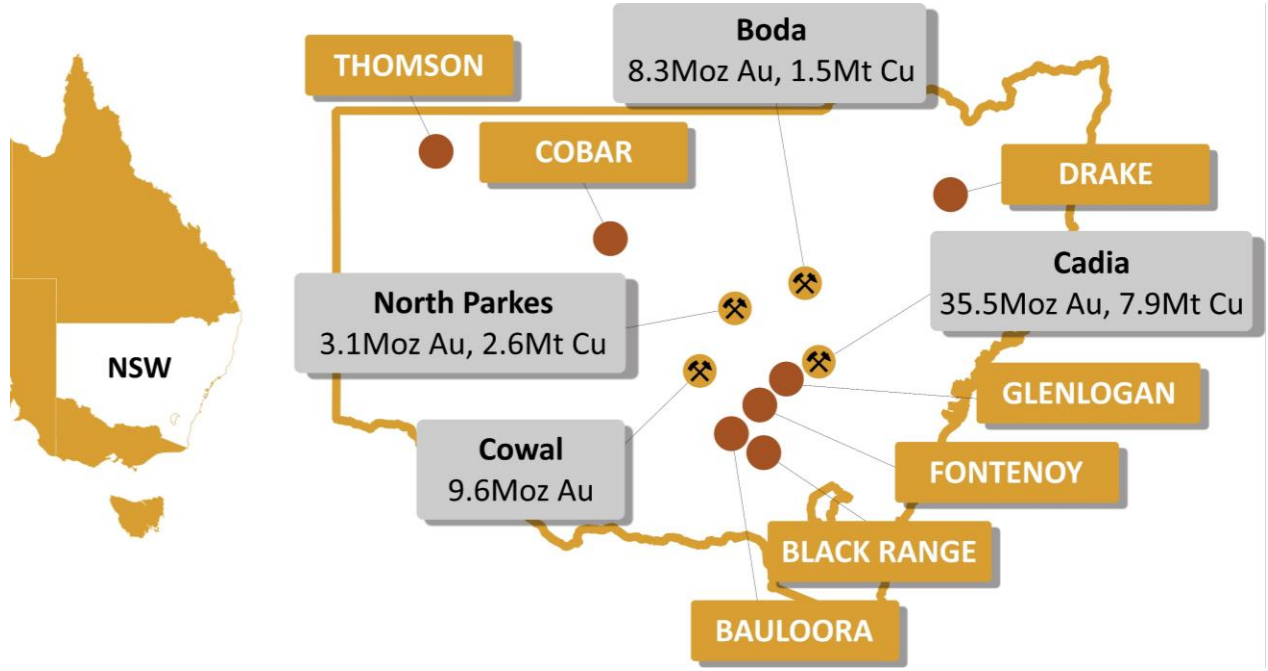 Boda
8.3Moz Au, 1.5Mt Cu
THOMSON
COBAR
DRAKE
Cadia
35.5Moz Au, 7.9Mt Cu
North Parkes
3.1Moz Au, 2.6Mt Cu
NSW
GLENLOGAN
Cowal
9.6Moz Au
FONTENOY
BLACK RANGE
BAULOORA